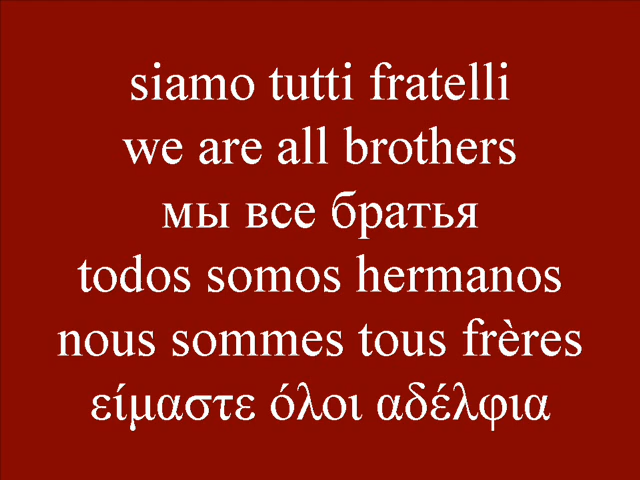 siamo tutti fratelli
we are all brothers
мы все братья
todos somos hermanos
nous sommes tous frères
είμαστε όλοι αδέλφια